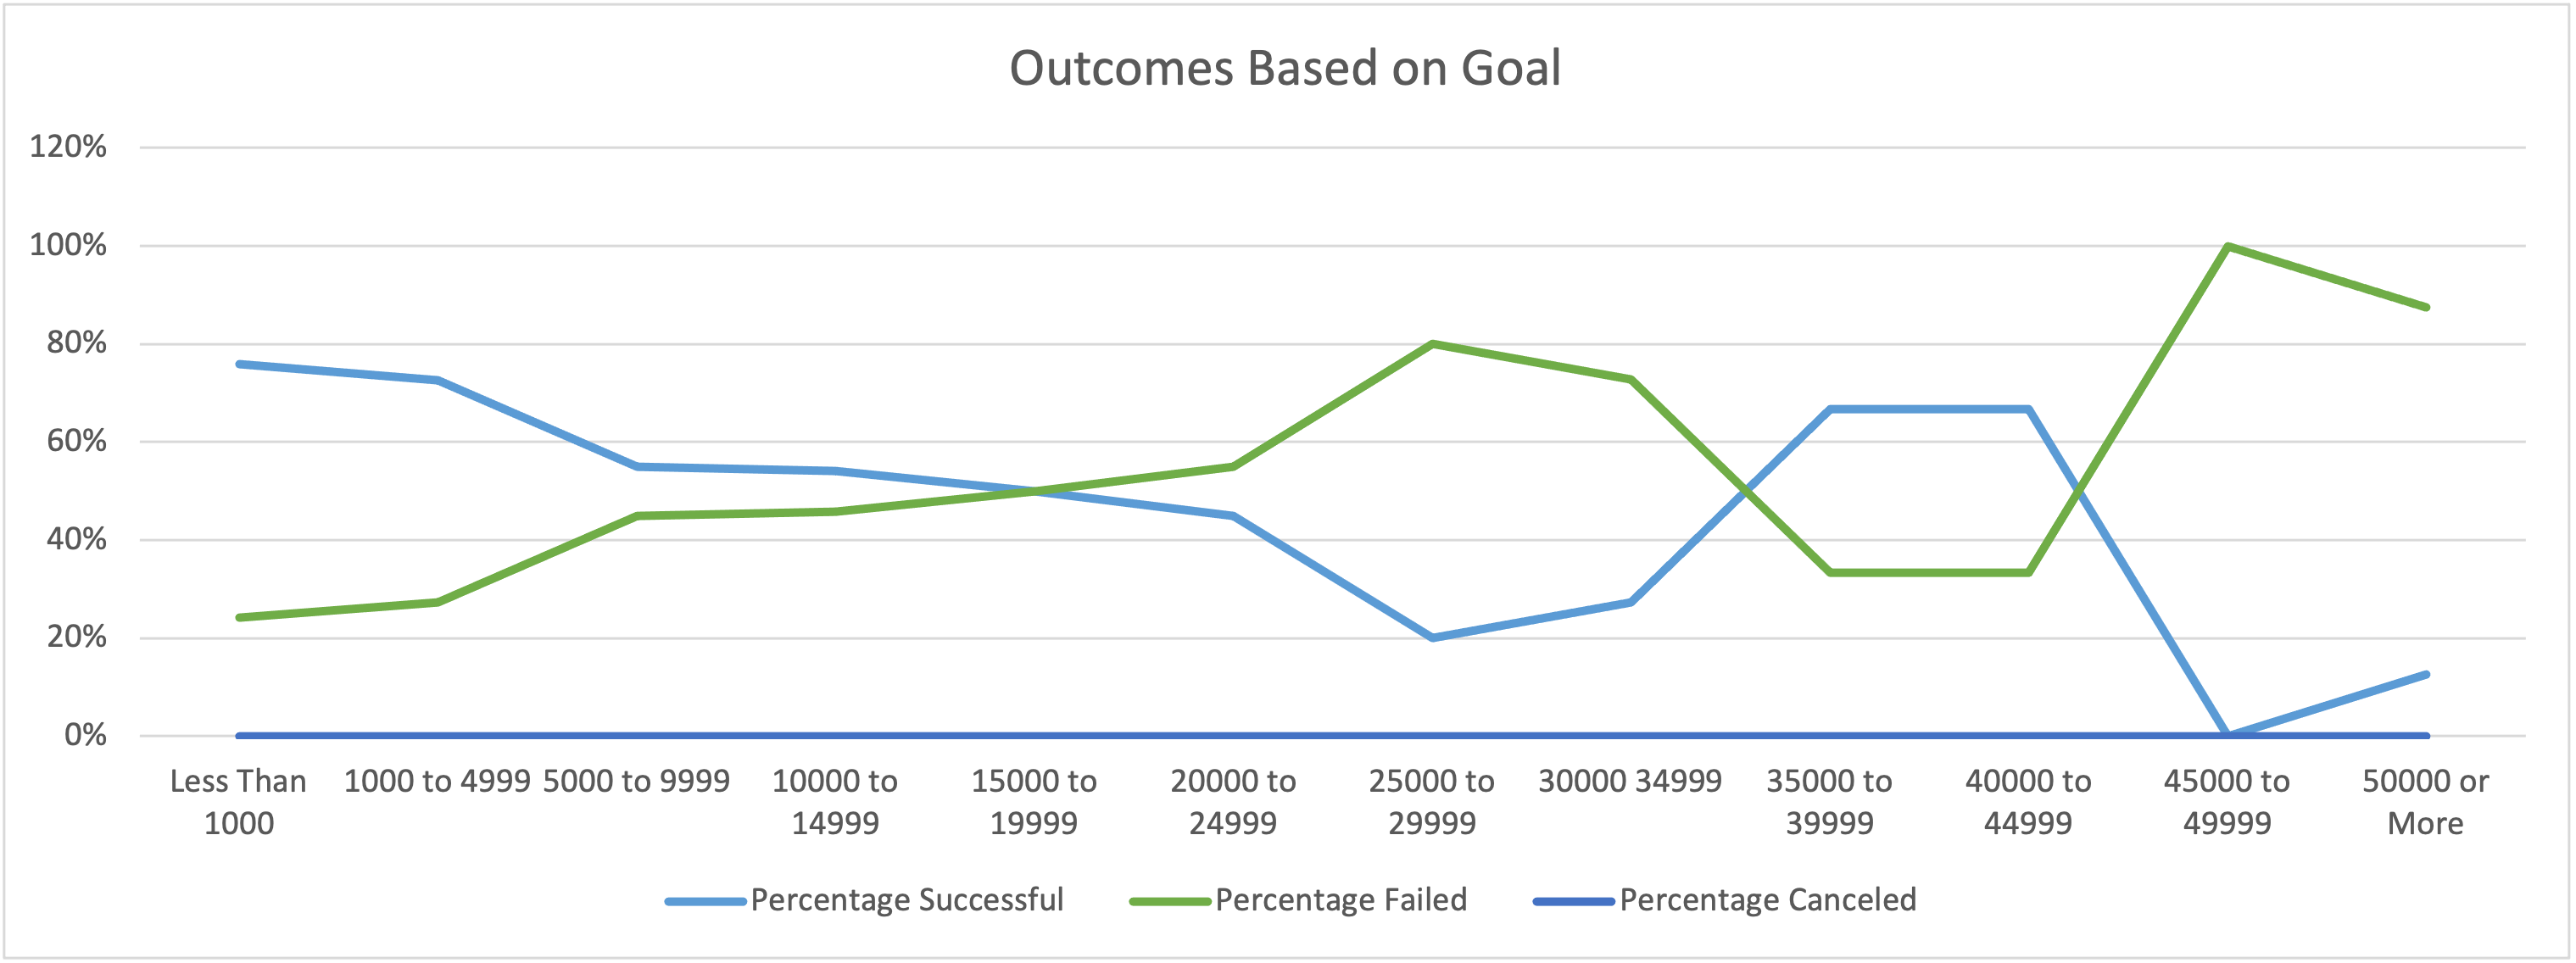 Outcomes Based on Goal
120%
100%
80%
60%
40%
20%
0%
Less Than
1000
1000 to 4999
5000 to 9999
10000 to
14999
15000 to
19999
20000 to
24999
25000 to
29999
30000 34999
35000 to
39999
40000 to
44999
45000 to
49999
50000 or
More
Percentage Successful
Percentage Failed
Percentage Canceled